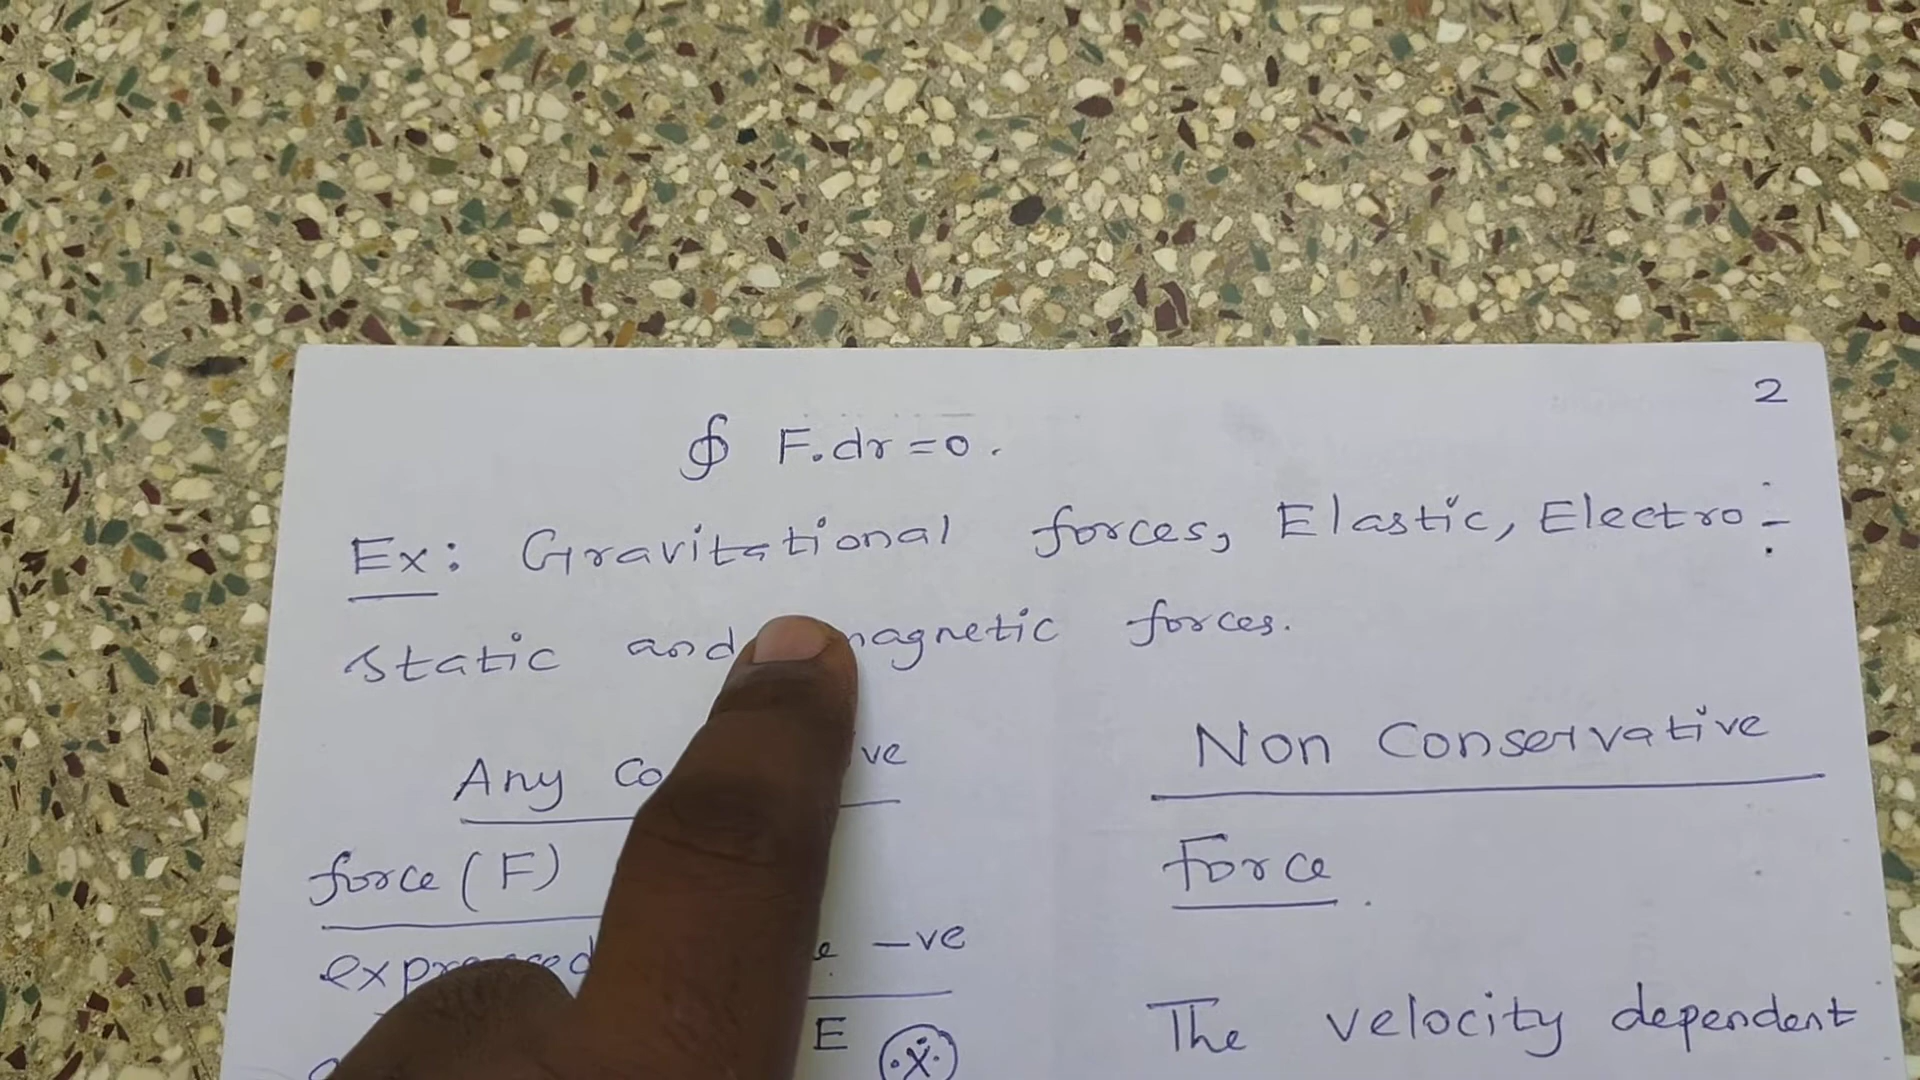 2
∮ F.dr = 0.
Ex: Gravitational forces, Elastic, Electro-
static and magnetic forces.
Any
force (F)
-ve
E
Non Conservative
Force.
The velocity dependent